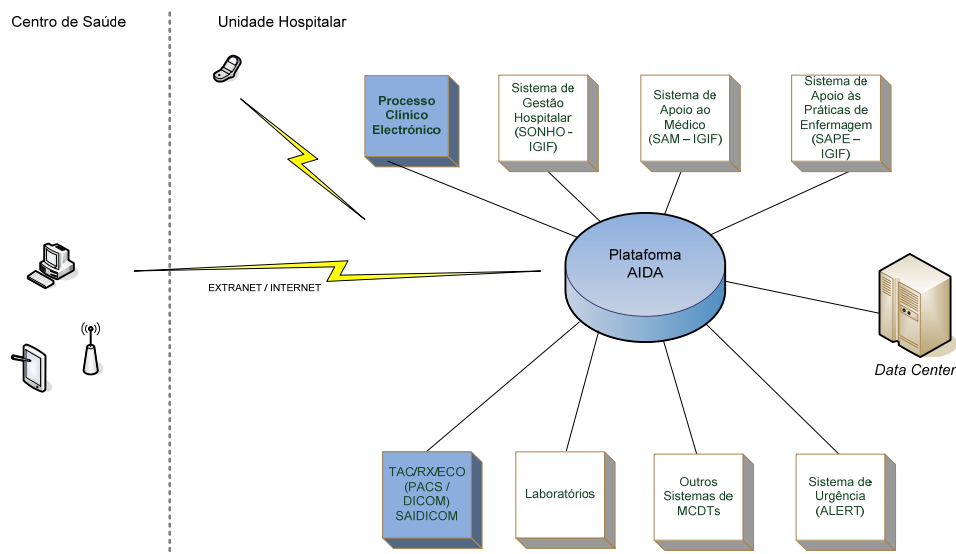 Centro de Saúde
Unidade Hospitalar
Processo
Clínico
Electrónico
Sistema de
Gestão
Hospitalar
(SONHO -
IGIF)
Sistema de
Apoio ao
Médico
(SAM – IGIF)
Sistema de
Apoio às
Práticas de
Enfermagem
(SAPE –
IGIF)
Plataforma
AIDA
EXTRANET / INTERNET
Data Center
TAC/RX/ECO
(PACS /
DICOM)
SAIDICOM
Laboratórios
Outros
Sistemas de
MCDTs
Sistema de
Urgência
(ALERT)